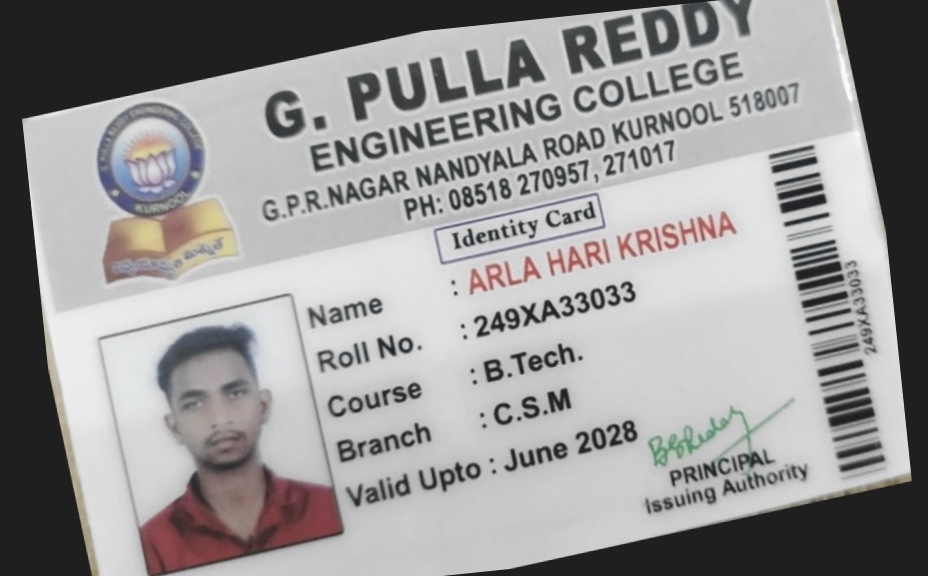 G. PULLA REDDY
ENGINEERING COLLEGE
G.P.R.NAGAR NANDYALA ROAD KURNOOL 518007
PH: 08518 270957, 271017
KURNOOL
Identity Card
Name : ARLA HARI KRISHNA
Roll No. : 249XA33033
Course : B.Tech.
Branch : C.S.M
Valid Upto : June 2028
PRINCIPAL
Issuing Authority
249XA33033